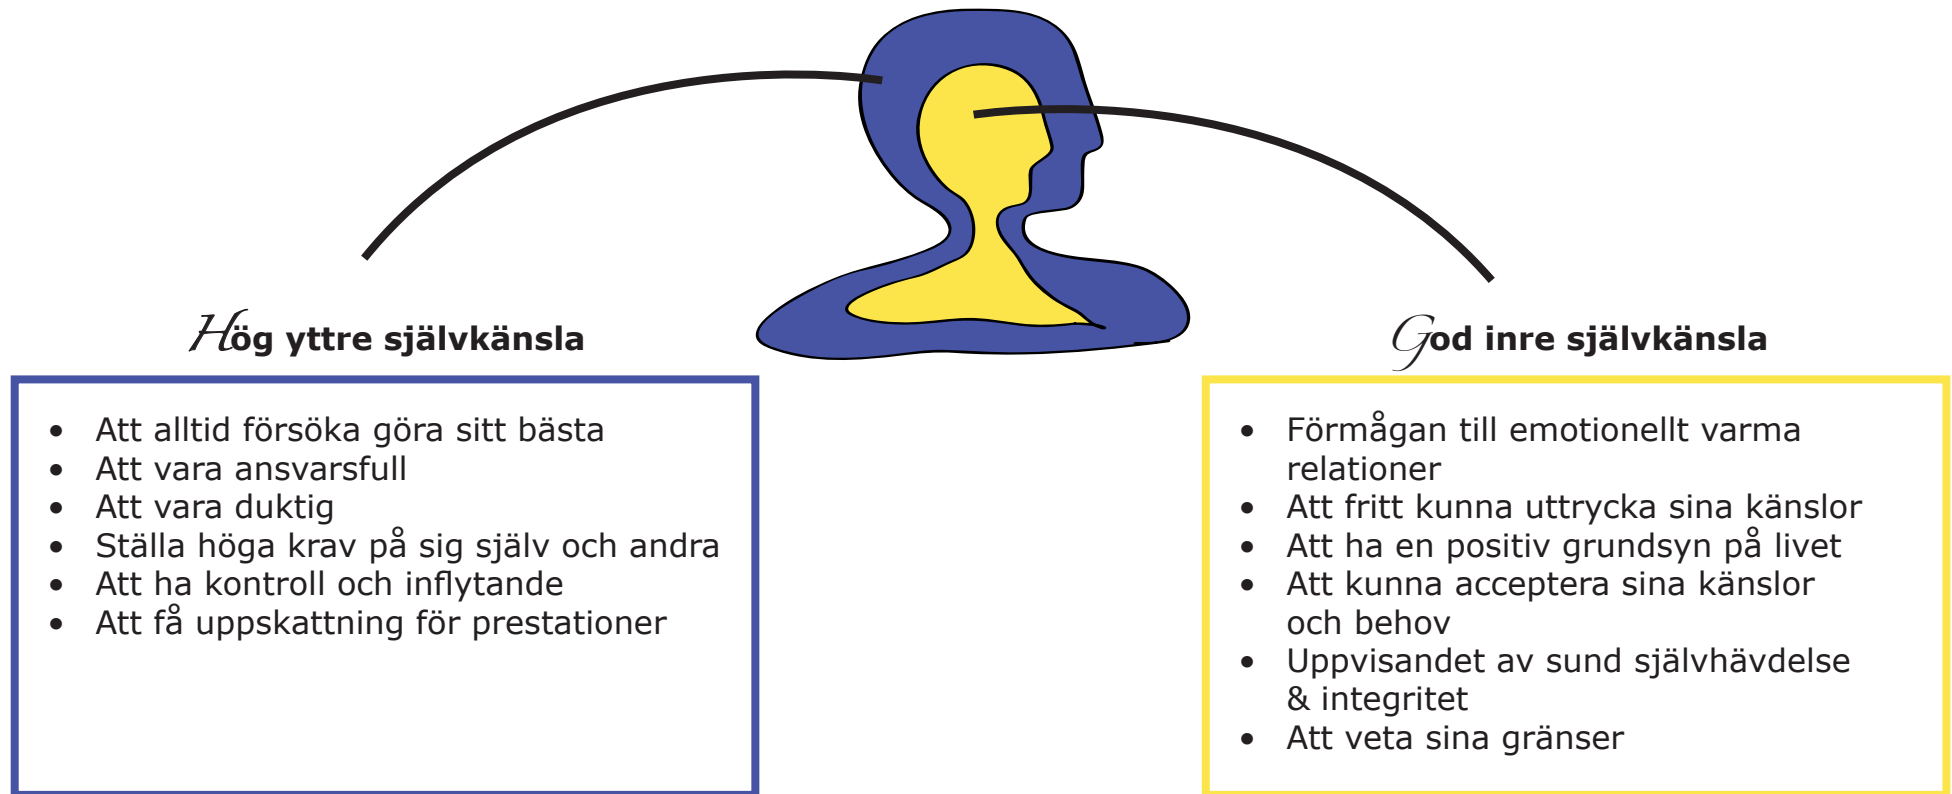 Hög yttre självkänsla
• Att alltid försöka göra sitt bästa
• Att vara ansvarsfull
• Att vara duktig
• Ställa höga krav på sig själv och andra
• Att ha kontroll och inflytande
• Att få uppskattning för prestationer
God inre självkänsla
• Förmågan till emotionellt varma
relationer
• Att fritt kunna uttrycka sina känslor
• Att ha en positiv grundsyn på livet
• Att kunna acceptera sina känslor
och behov
• Uppvisandet av sund självhävdelse
& integritet
• Att veta sina gränser